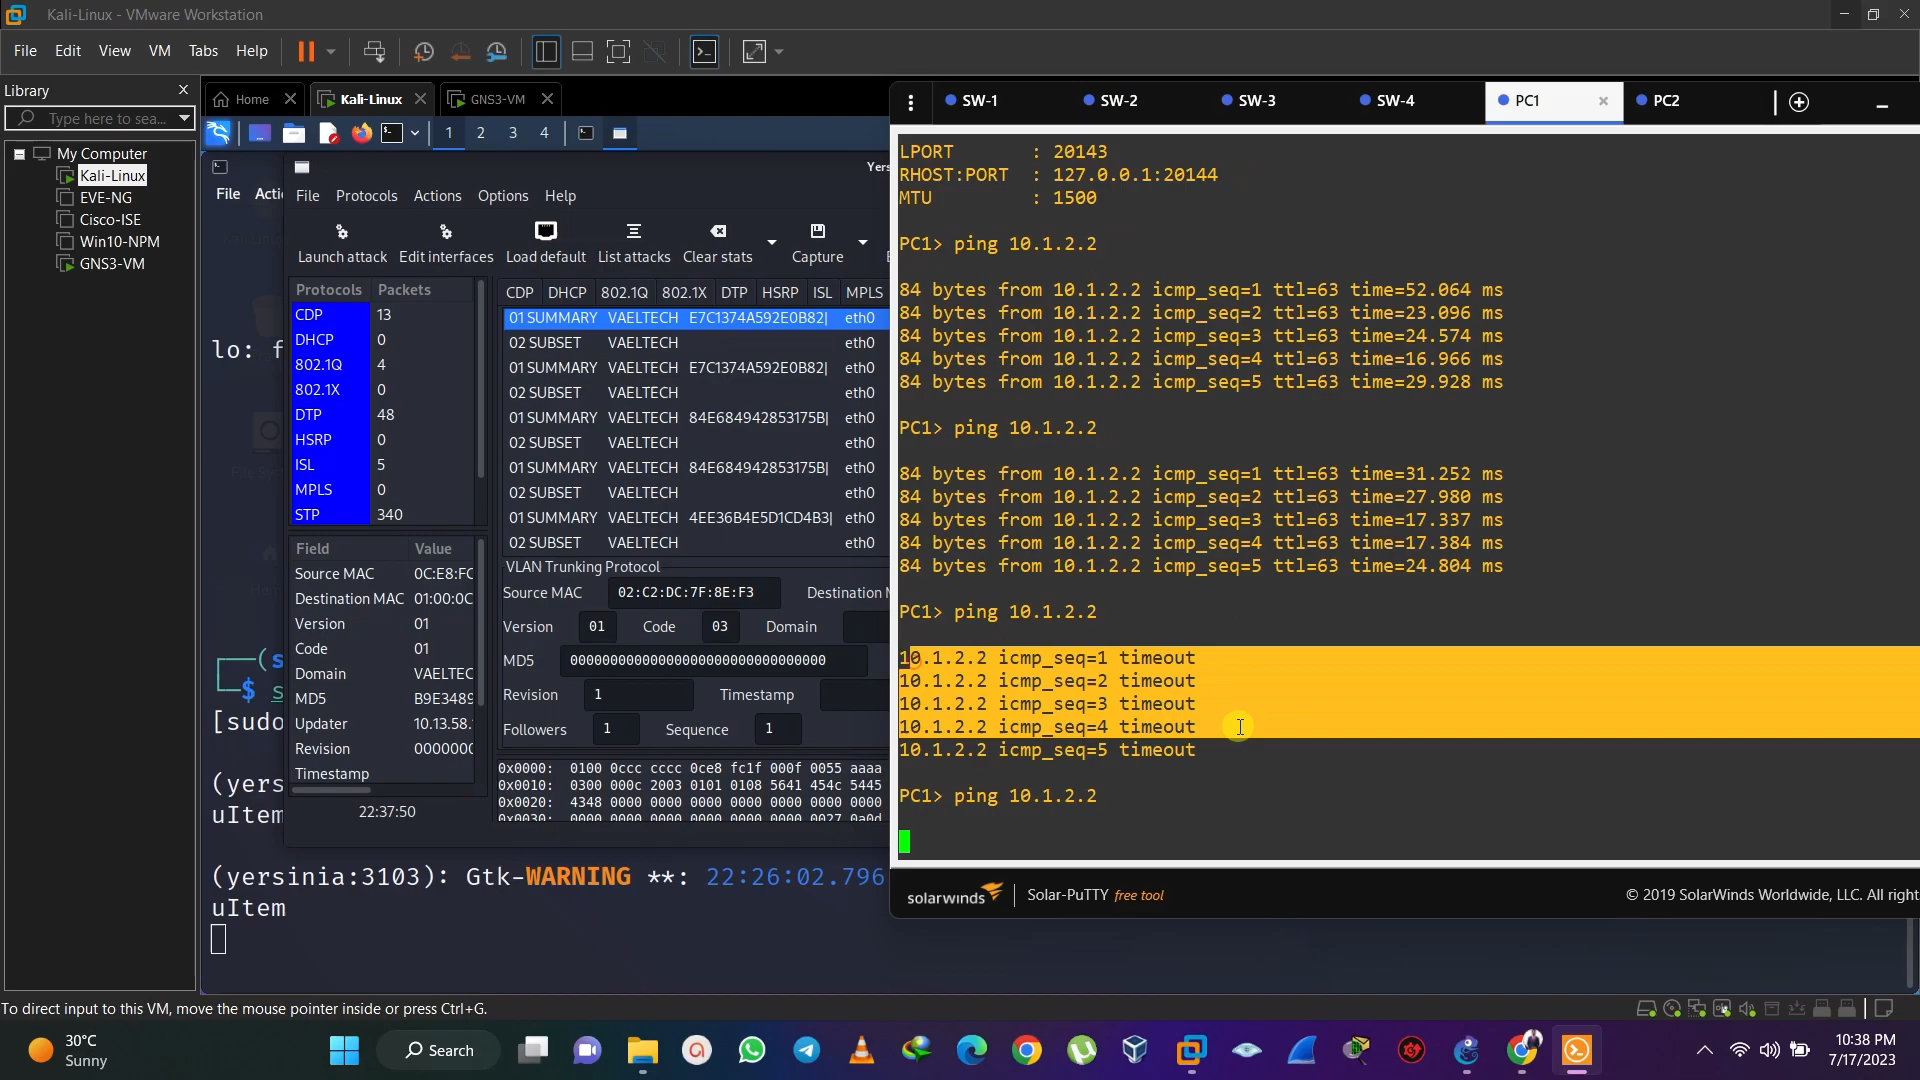 Kali-Linux - VMware Workstation
File Edit View VM Tabs Help
Library
Type here to sea...
My Computer
Kali-Linux
EVE-NG
Cisco-ISE
Win10-NPM
GNS3-VM
Home Kali-Linux GNS3-VM
1 2 3 4
File Acti
lo: f
[sudo
(yers
uItem
(yersinia:3103): Gtk-WARNING **: 22:26:02.796
uItem
Yers
File Protocols Actions Options Help
Launch attack Edit interfaces Load default List attacks Clear stats Capture
Protocols Packets
CDP 13
DHCP 0
802.1Q 4
802.1X 0
DTP 48
HSRP 0
ISL 5
MPLS 0
STP 340
Field Value
Source MAC 0C:E8:FC
Destination MAC 01:00:0C
Version 01
Code 01
Domain VAELTEC
MD5 B9E3489
Updater 10.13.58.
Revision 0000000
Timestamp
22:37:50
CDP DHCP 802.1Q 802.1X DTP HSRP ISL MPLS
01 SUMMARY VAELTECH E7C1374A592E0B82| eth0
02 SUBSET VAELTECH eth0
01 SUMMARY VAELTECH E7C1374A592E0B82| eth0
02 SUBSET VAELTECH eth0
01 SUMMARY VAELTECH 84E684942853175B| eth0
02 SUBSET VAELTECH eth0
01 SUMMARY VAELTECH 84E684942853175B| eth0
02 SUBSET VAELTECH eth0
01 SUMMARY VAELTECH 4EE36B4E5D1CD4B3| eth0
02 SUBSET VAELTECH eth0
VLAN Trunking Protocol
Source MAC 02:C2:DC:7F:8E:F3 Destination M
Version 01 Code 03 Domain
MD5 00000000000000000000000000000000
Revision 1 Timestamp
Followers 1 Sequence 1
0x0000: 0100 0ccc cccc 0ce8 fc1f 000f 0055 aaaa
0x0010: 0300 000c 2003 0101 0108 5641 454c 5445
0x0020: 4348 0000 0000 0000 0000 0000 0000 0000
0x0030: 0000 0000 0000 0000 0000 0000 0027 0a0d
SW-1 SW-2 SW-3 SW-4 PC1 PC2
LPORT : 20143
RHOST:PORT : 127.0.0.1:20144
MTU : 1500
PC1> ping 10.1.2.2
84 bytes from 10.1.2.2 icmp_seq=1 ttl=63 time=52.064 ms
84 bytes from 10.1.2.2 icmp_seq=2 ttl=63 time=23.096 ms
84 bytes from 10.1.2.2 icmp_seq=3 ttl=63 time=24.574 ms
84 bytes from 10.1.2.2 icmp_seq=4 ttl=63 time=16.966 ms
84 bytes from 10.1.2.2 icmp_seq=5 ttl=63 time=29.928 ms
PC1> ping 10.1.2.2
84 bytes from 10.1.2.2 icmp_seq=1 ttl=63 time=31.252 ms
84 bytes from 10.1.2.2 icmp_seq=2 ttl=63 time=27.980 ms
84 bytes from 10.1.2.2 icmp_seq=3 ttl=63 time=17.337 ms
84 bytes from 10.1.2.2 icmp_seq=4 ttl=63 time=17.384 ms
84 bytes from 10.1.2.2 icmp_seq=5 ttl=63 time=24.804 ms
PC1> ping 10.1.2.2
10.1.2.2 icmp_seq=1 timeout
10.1.2.2 icmp_seq=2 timeout
10.1.2.2 icmp_seq=3 timeout
10.1.2.2 icmp_seq=4 timeout
10.1.2.2 icmp_seq=5 timeout
PC1> ping 10.1.2.2
solarwinds Solar-PuTTY free tool
© 2019 SolarWinds Worldwide, LLC. All right
To direct input to this VM, move the mouse pointer inside or press Ctrl+G.
30°C
Sunny
Search
10:38 PM
7/17/2023